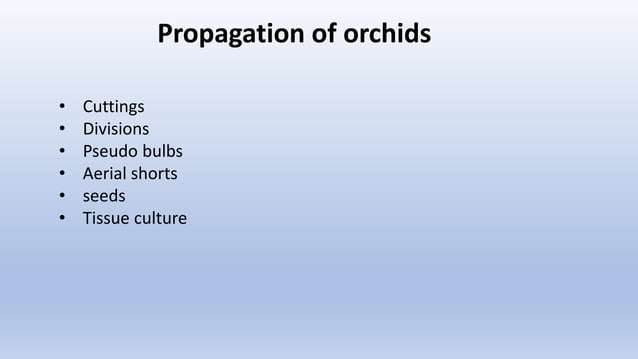 Propagation of orchids
• Cuttings
• Divisions
• Pseudo bulbs
• Aerial shorts
• seeds
• Tissue culture